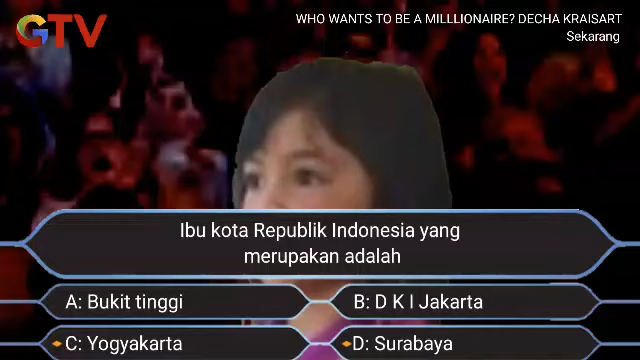 GTV
WHO WANTS TO BE A MILLLIONAIRE? DECHA KRAISART
Sekarang
Ibu kota Republik Indonesia yang
merupakan adalah
A: Bukit tinggi
B: D K I Jakarta
C: Yogyakarta
D: Surabaya